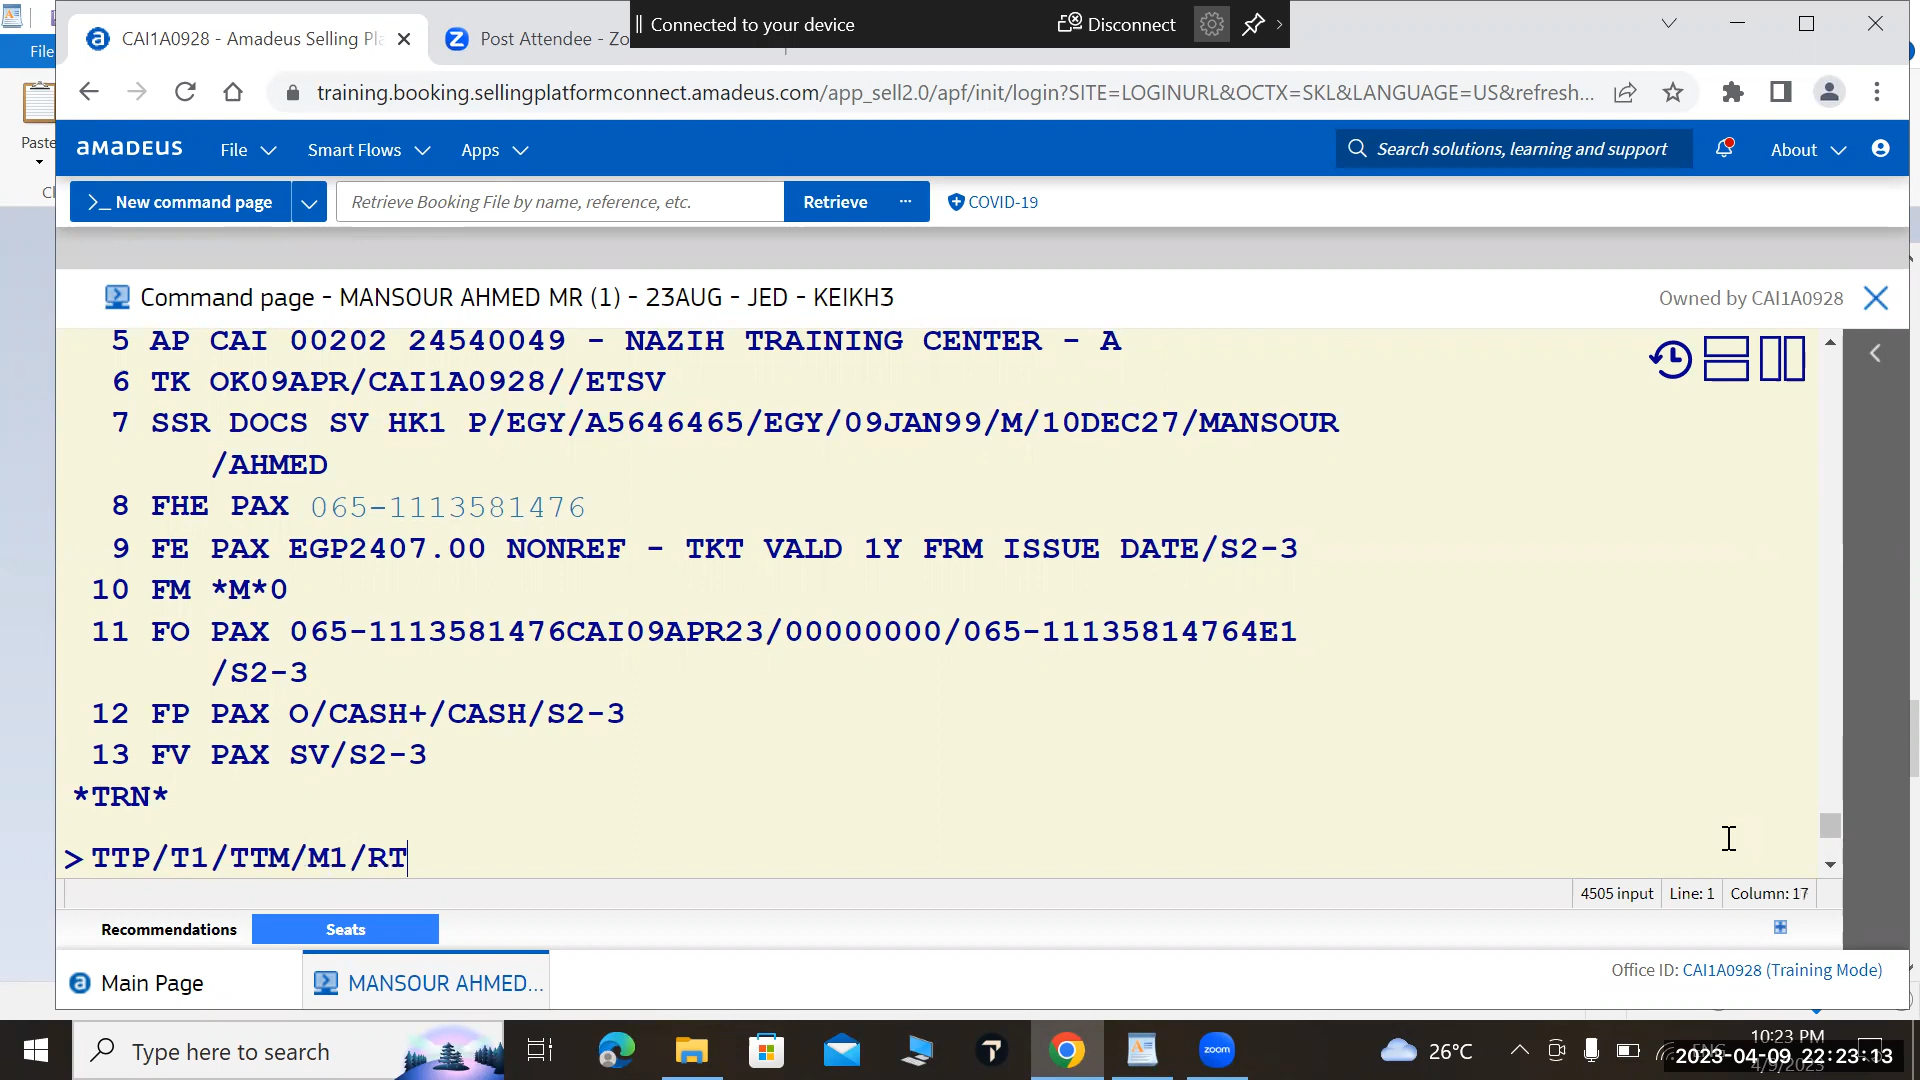 File
Paste
Cl
CAI1A0928 - Amadeus Selling Pla
Post Attendee - Zo
Connected to your device
Disconnect
training.booking.sellingplatformconnect.amadeus.com/app_sell2.0/apf/init/login?SITE=LOGINURL&OCTX=SKL&LANGUAGE=US&refresh...
aмaDEUS
File
Smart Flows
Apps
Search solutions, learning and support
About
>_ New command page
Retrieve Booking File by name, reference, etc.
Retrieve
...
COVID-19
Command page - MANSOUR AHMED MR (1) - 23AUG - JED - KEIKH3
Owned by CAI1A0928
5 AP CAI 00202 24540049 - NAZIH TRAINING CENTER - A
6 TK OK09APR/CAI1A0928//ETSV
7 SSR DOCS SV HK1 P/EGY/A5646465/EGY/09JAN99/M/10DEC27/MANSOUR
/AHMED
8 FHE PAX 065-1113581476
9 FE PAX EGP2407.00 NONREF - TKT VALD 1Y FRM ISSUE DATE/S2-3
10 FM *M*0
11 FO PAX 065-1113581476CAI09APR23/00000000/065-11135814764E1
/S2-3
12 FP PAX O/CASH+/CASH/S2-3
13 FV PAX SV/S2-3
*TRN*
>TTP/T1/TTM/M1/RT
4505 input
Line: 1
Column: 17
Recommendations
Seats
Main Page
MANSOUR AHMED...
Office ID: CAI1A0928 (Training Mode)
Type here to search
zoom
26°C
10:23 PM
2023-04-09 22:23:13
4/9/2023